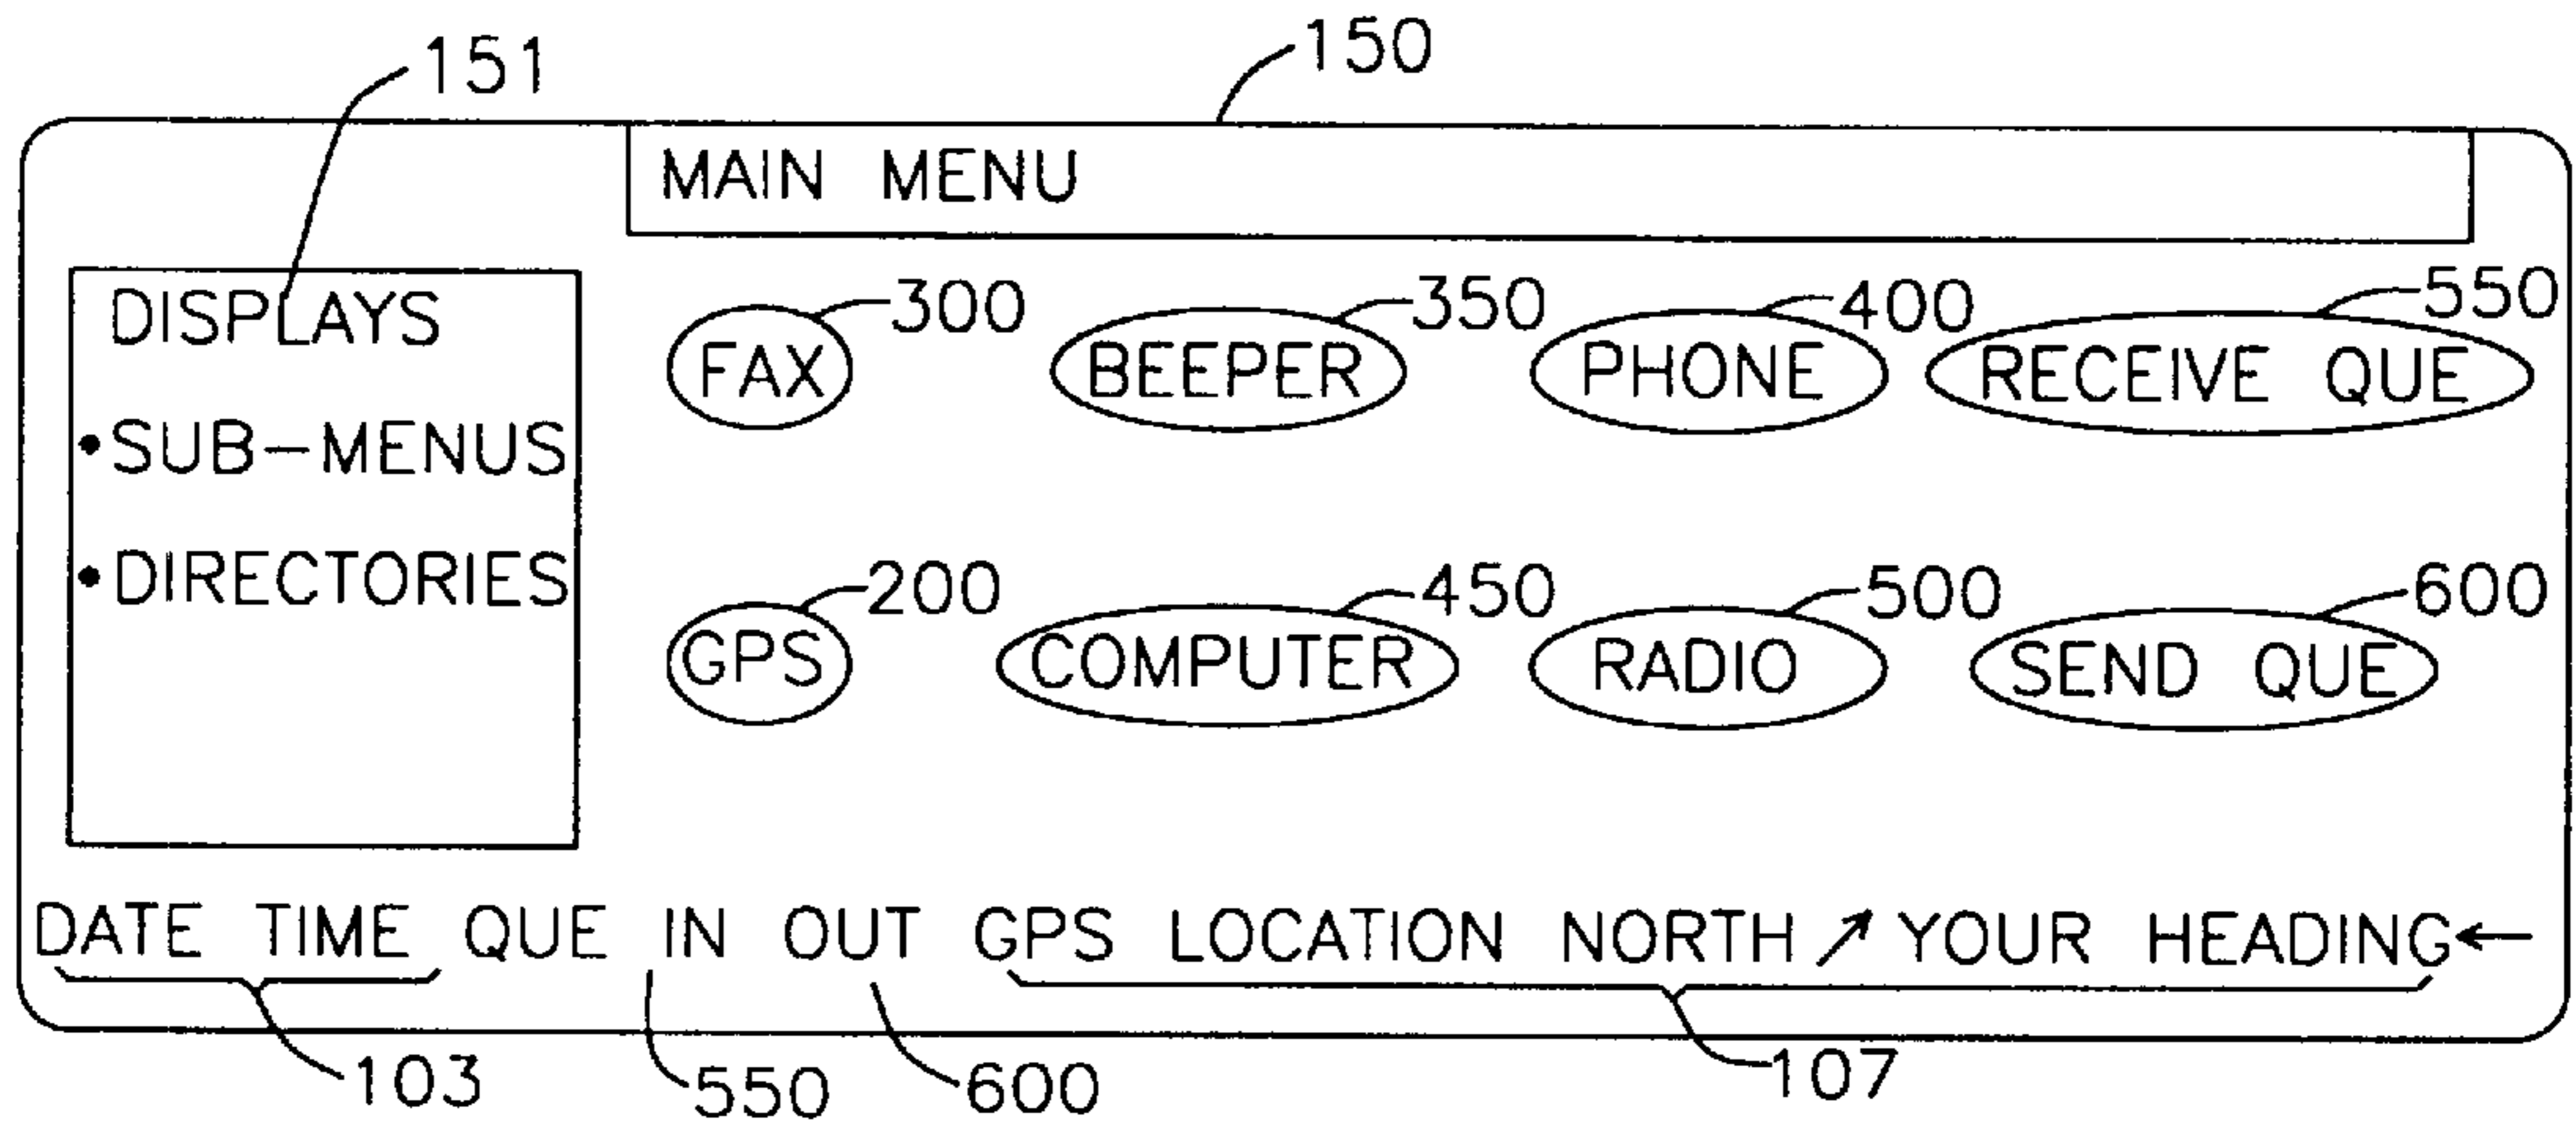 151 150
MAIN MENU
DISPLAYS
• SUB-MENUS
• DIRECTORIES
300 350 400 550
FAX BEEPER PHONE RECEIVE QUE
200 450 500 600
GPS COMPUTER RADIO SEND QUE
DATE TIME QUE IN OUT GPS LOCATION NORTH ↗ YOUR HEADING ←
103 550 600 107